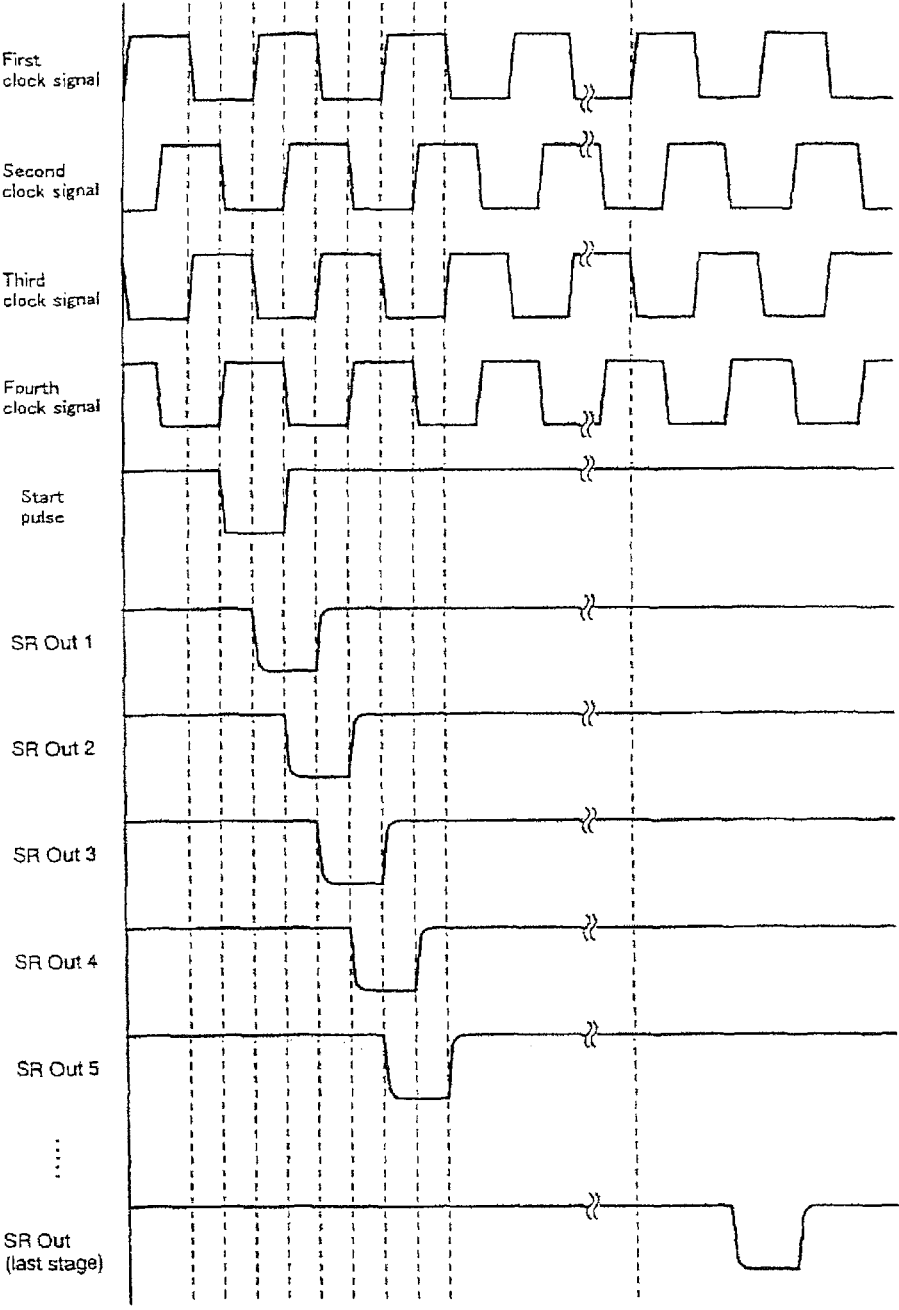 First
clock signal
Second
clock signal
Third
clock signal
Fourth
clock signal
Start
pulse
SR Out 1
SR Out 2
SR Out 3
SR Out 4
SR Out 5
.....
SR Out
(last stage)